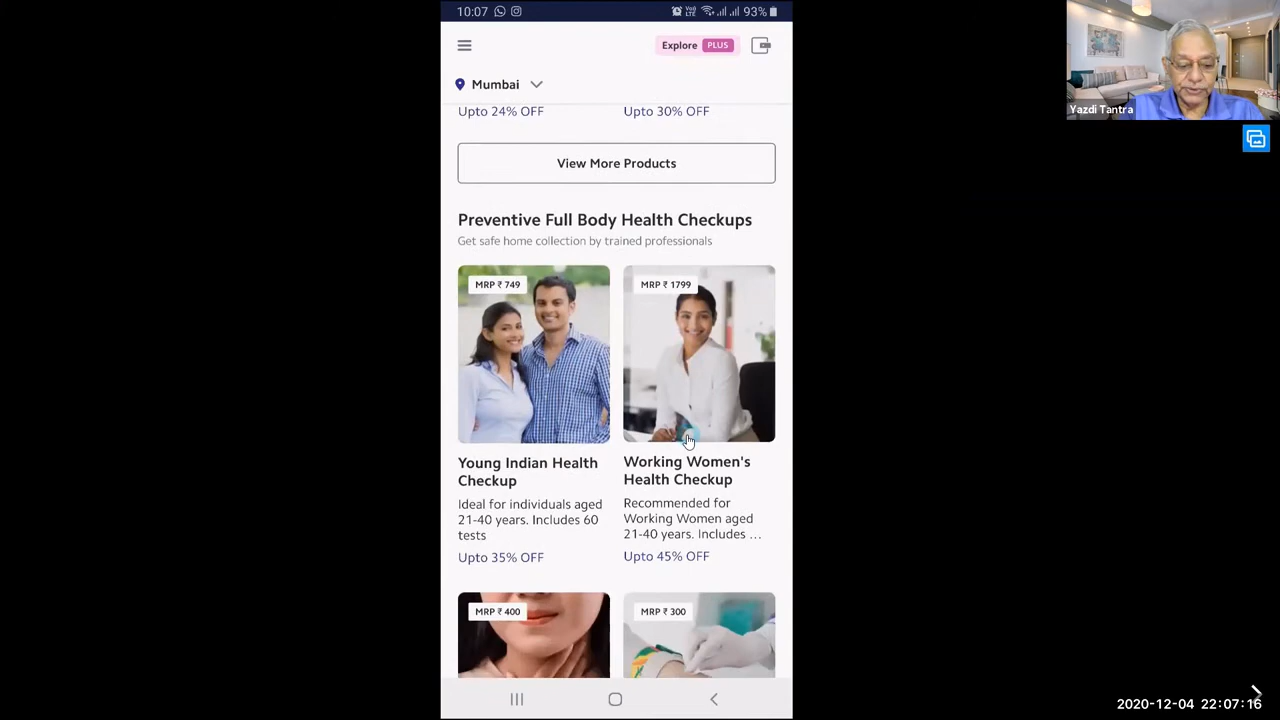 10:07
93%
Explore PLUS
Mumbai
Upto 24% OFF
Upto 30% OFF
View More Products
Preventive Full Body Health Checkups
Get safe home collection by trained professionals
MRP ₹ 749
MRP ₹ 1799
Young Indian Health
Checkup
Ideal for individuals aged
21-40 years. Includes 60
tests
Upto 35% OFF
Working Women's
Health Checkup
Recommended for
Working Women aged
21-40 years. Includes ...
Upto 45% OFF
MRP ₹ 400
MRP ₹ 300
Yazdi Tantra
2020-12-04 22:07:16